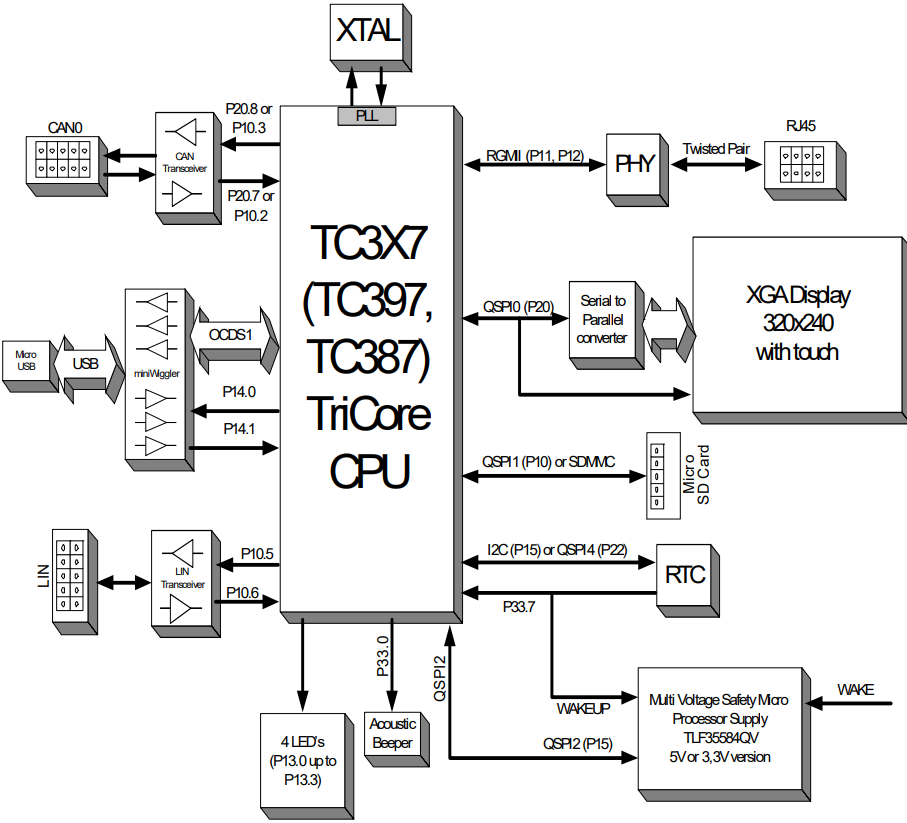 XTAL
PLL
P20.8 or
P10.3
CAN0
CAN
Transceiver
P20.7 or
P10.2
RGMII (P11, P12)
PHY
Twisted Pair
RJ45
TC3X7
(TC397,
TC387)
TriCore
CPU
QSPI0 (P20)
Serial to
Parallel
converter
XGA Display
320x240
with touch
Micro
USB
USB
miniWiggler
OCDS1
P14.0
P14.1
QSPI1 (P10) or SDMMC
Micro
SD Card
LIN
LIN
Transceiver
P10.5
P10.6
I2C (P15) or QSPI4 (P22)
RTC
P33.7
P33.0
QSPI2
WAKEUP
QSPI2 (P15)
4 LED's
(P13.0 up to
P13.3)
Acoustic
Beeper
Multi Voltage Safety Micro
Processor Supply
TLF35584QV
5V or 3,3V version
WAKE